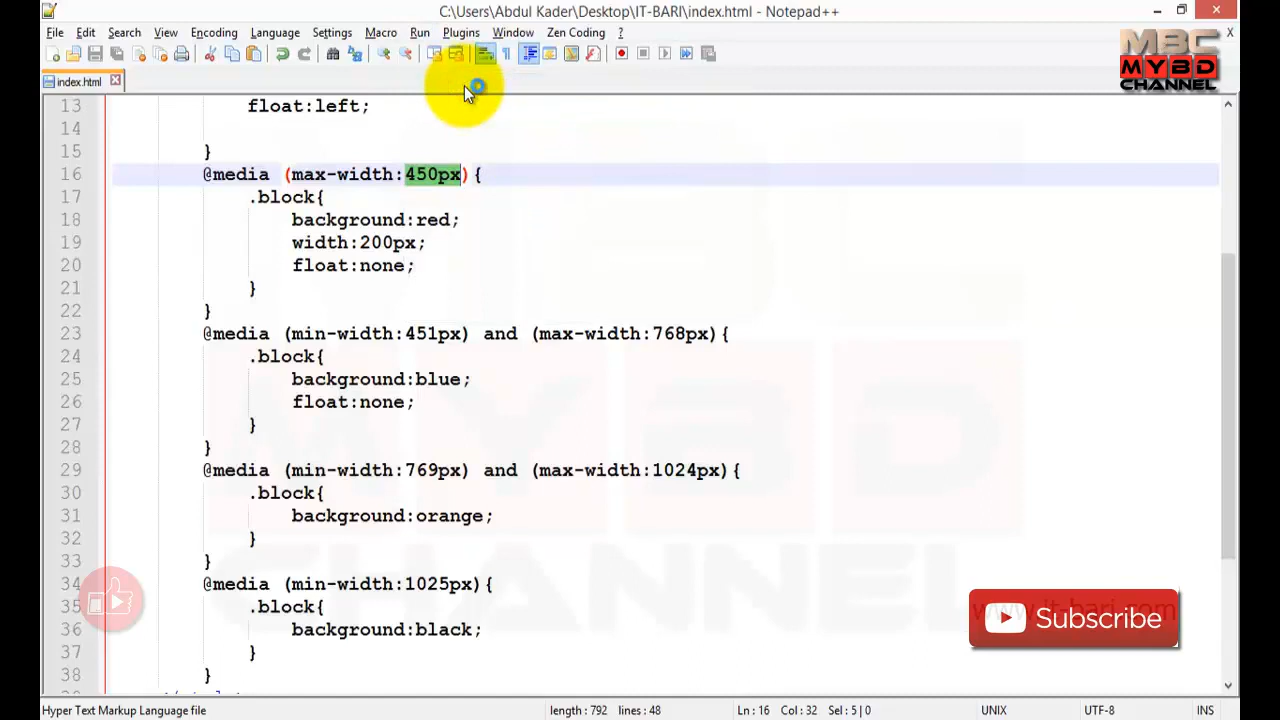 C:\Users\Abdul Kader\Desktop\IT-BARI\index.html - Notepad++
File Edit Search View Encoding Language Settings Macro Run Plugins Window Zen Coding ? X
MBC
MYBD
CHANNEL
index.html
13 float:left;
14
15 }
16 @media (max-width:450px){
17 .block{
18 background:red;
19 width:200px;
20 float:none;
21 }
22 }
23 @media (min-width:451px) and (max-width:768px){
24 .block{
25 background:blue;
26 float:none;
27 }
28 }
29 @media (min-width:769px) and (max-width:1024px){
30 .block{
31 background:orange;
32 }
33 }
34 @media (min-width:1025px){
35 .block{
36 background:black;
37 }
38 }
MYBD
CHANNEL
www.it-bari.com
Subscribe
Hyper Text Markup Language file length : 792 lines : 48 Ln : 16 Col : 32 Sel : 5 | 0 UNIX UTF-8 INS